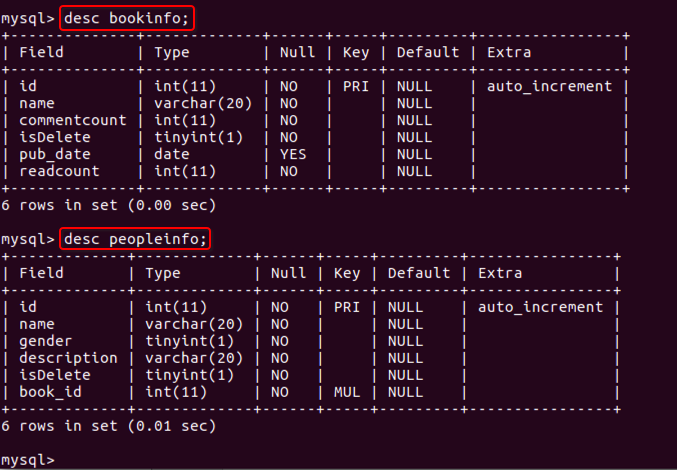 mysql> desc bookinfo;
+--------------+-------------+------+-----+---------+----------------+
| Field        | Type        | Null | Key | Default | Extra          |
+--------------+-------------+------+-----+---------+----------------+
| id           | int(11)     | NO   | PRI | NULL    | auto_increment |
| name         | varchar(20) | NO   |     | NULL    |                |
| commentcount | int(11)     | NO   |     | NULL    |                |
| isDelete     | tinyint(1)  | NO   |     | NULL    |                |
| pub_date     | date        | YES  |     | NULL    |                |
| readcount    | int(11)     | NO   |     | NULL    |                |
+--------------+-------------+------+-----+---------+----------------+
6 rows in set (0.00 sec)
mysql> desc peopleinfo;
+-------------+-------------+------+-----+---------+----------------+
| Field       | Type        | Null | Key | Default | Extra          |
+-------------+-------------+------+-----+---------+----------------+
| id          | int(11)     | NO   | PRI | NULL    | auto_increment |
| name        | varchar(20) | NO   |     | NULL    |                |
| gender      | tinyint(1)  | NO   |     | NULL    |                |
| description | varchar(20) | NO   |     | NULL    |                |
| isDelete    | tinyint(1)  | NO   |     | NULL    |                |
| book_id     | int(11)     | NO   | MUL | NULL    |                |
+-------------+-------------+------+-----+---------+----------------+
6 rows in set (0.01 sec)
mysql>